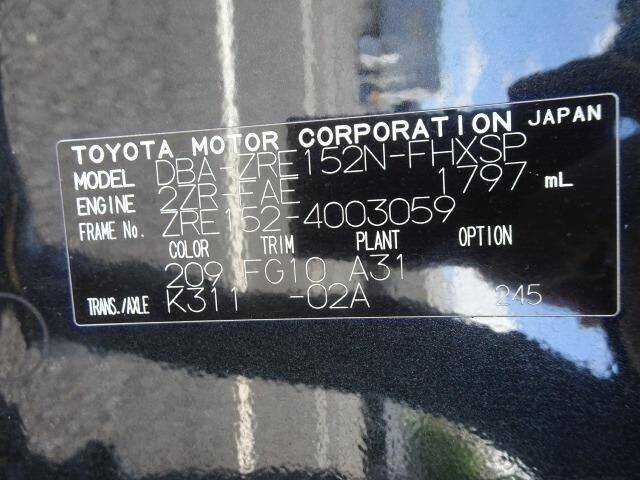 TOYOTA MOTOR CORPORATION JAPAN
MODEL DBA-ZRE152N-FHXSP
ENGINE 2ZR-FAE 1797 mL
FRAME No. ZRE152-4003059
COLOR TRIM PLANT OPTION
209 FG10 A31
TRANS./AXLE K311 -02A 245